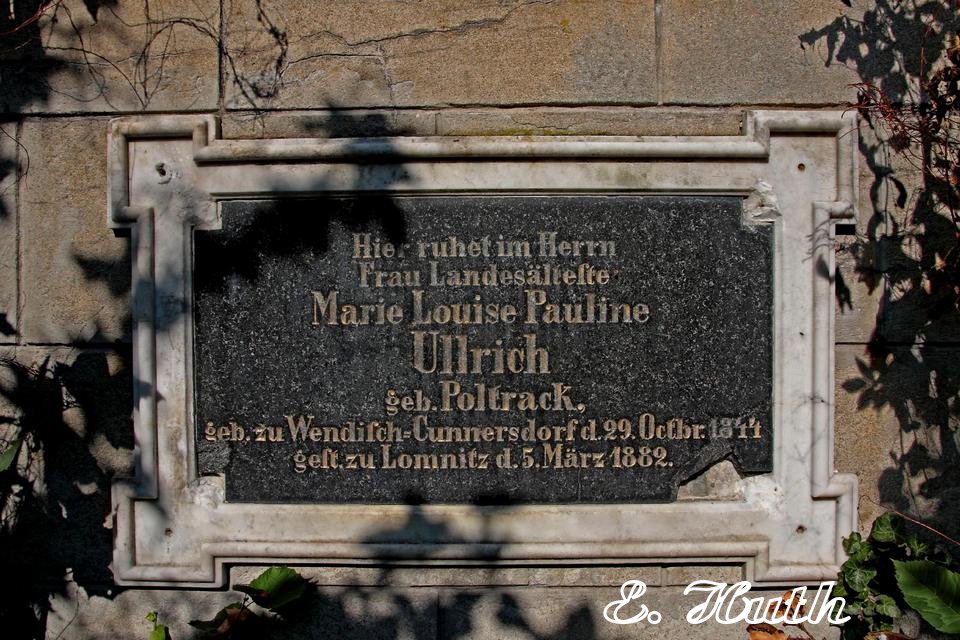 Hier ruhet im Herrn
Frau Landesälteſte
Marie Louise Pauline
Ullrich
geb. Poltrack,
geb. zu Wendiſch-Cunnersdorf d. 29. Octbr. 1844
geſt. zu Lomnitz d. 5. März 1882.
E. Huth